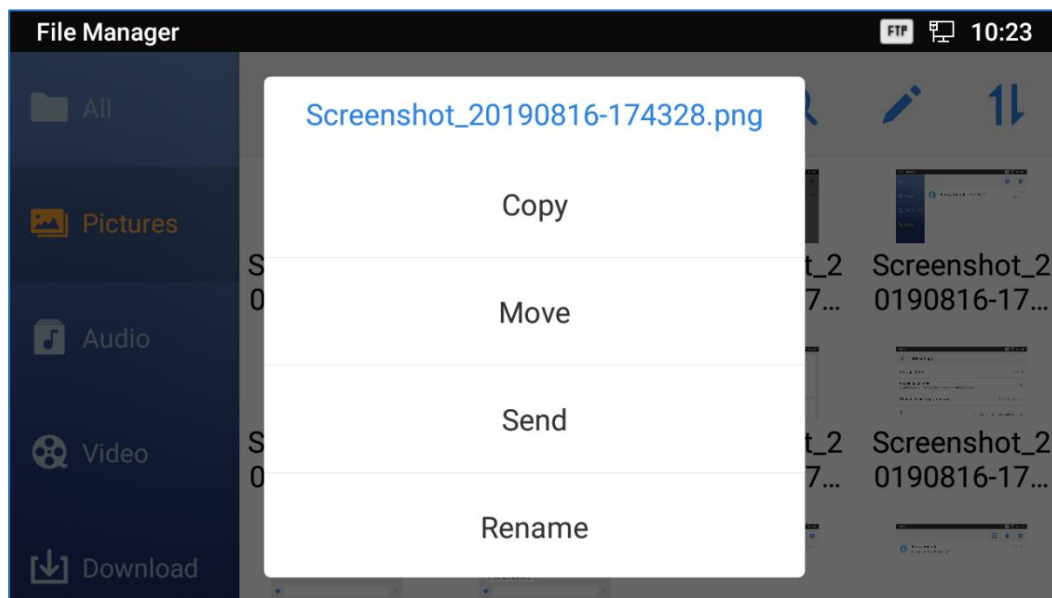 File Manager
FTP
10:23
All
Screenshot_20190816-174328.png
Copy
Pictures
Screenshot_2
0190816-17...
Move
Audio
Send
Screenshot_2
0190816-17...
Video
Rename
Download